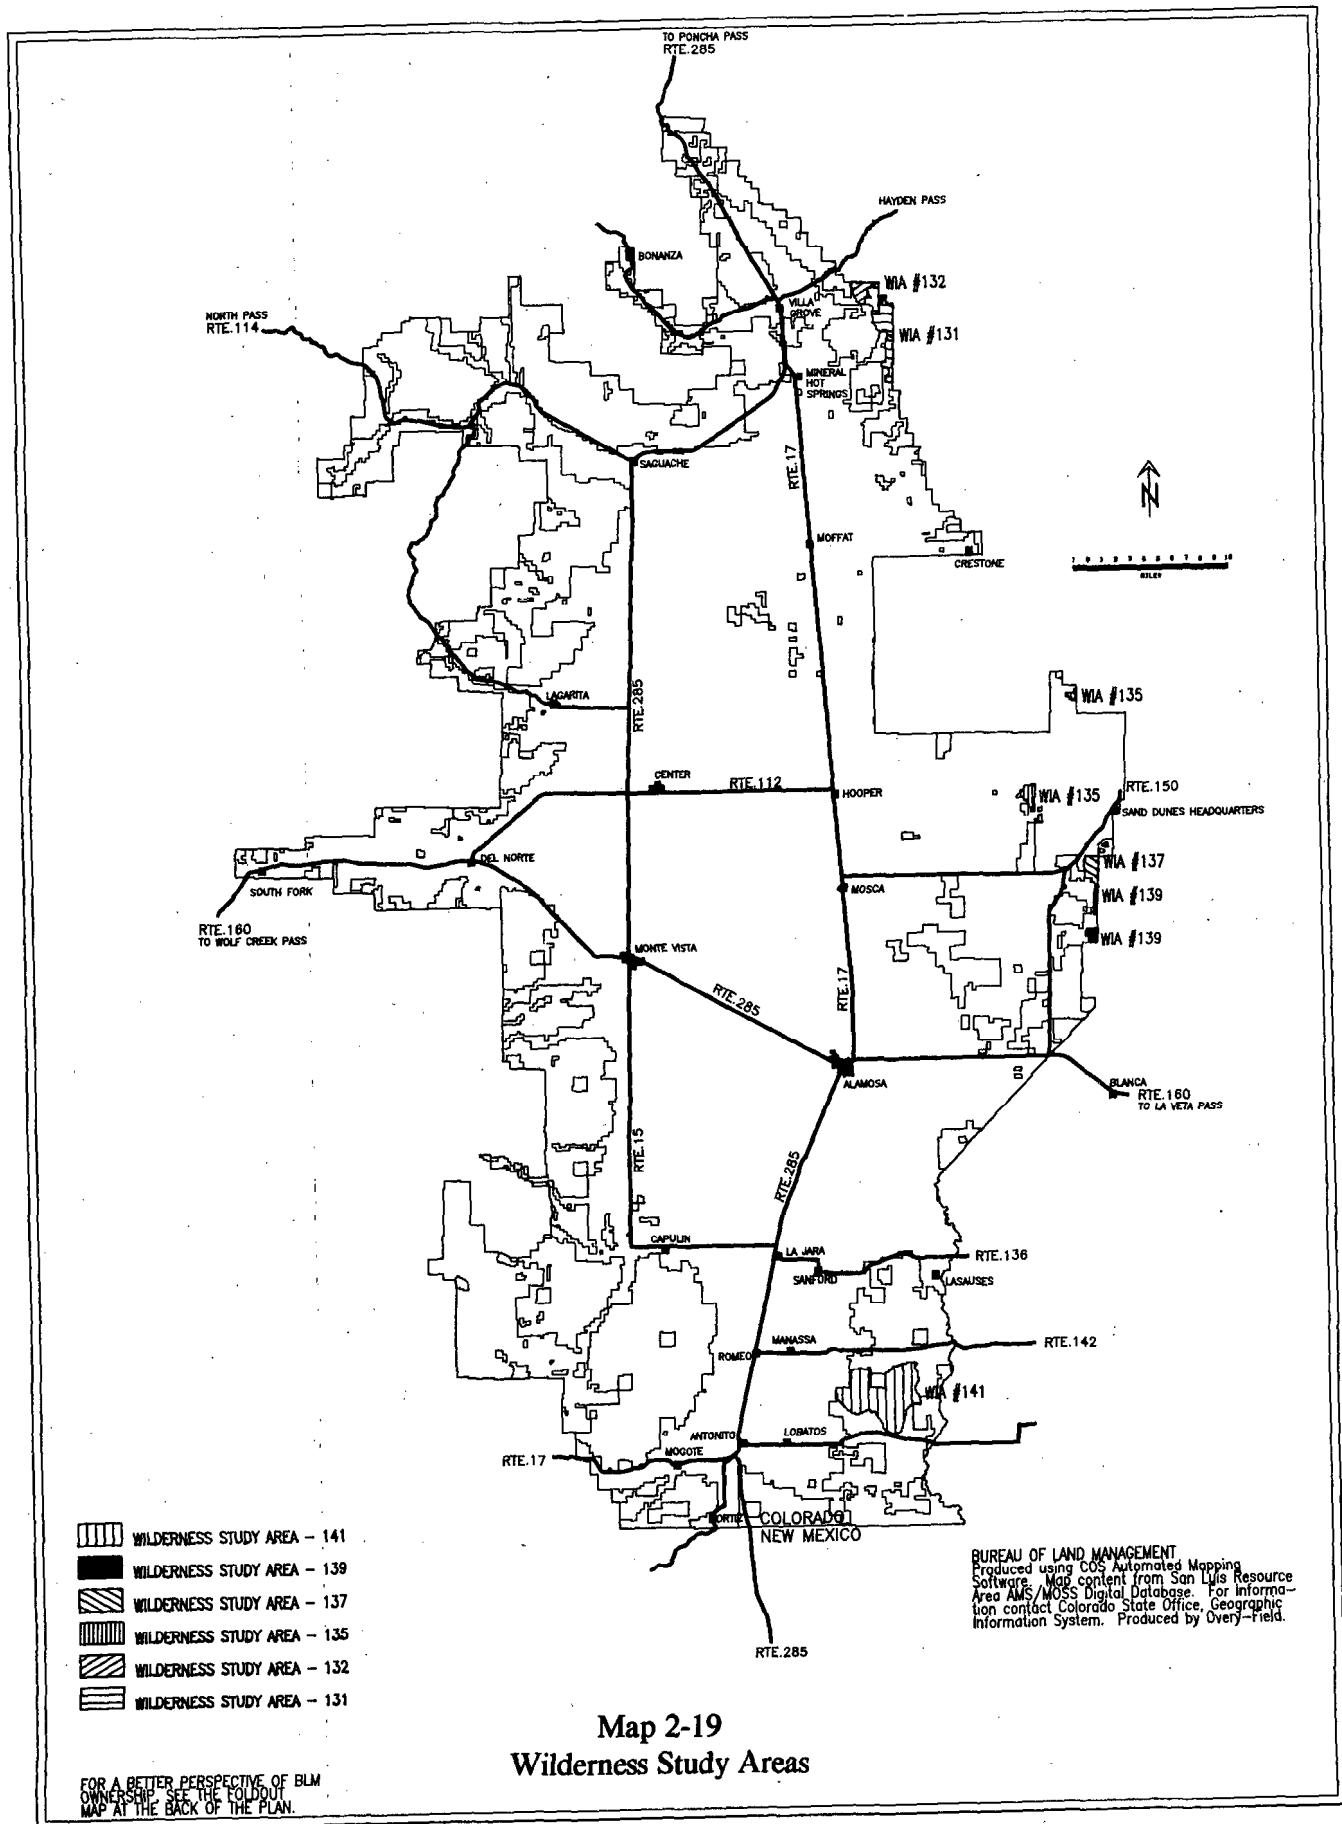 TO PONCHA PASS
RTE.285
HAYDEN PASS
BONANZA
WIA #132
VILLA
GROVE
NORTH PASS
RTE.114
WIA #131
MINERAL
HOT
SPRINGS
SAGUACHE
RTE.17
N
MOFFAT
CRESTONE
MILES
LAGARITA
RTE.285
WIA #135
CENTER
RTE.112
HOOPER
WIA #135
RTE.150
SAND DUNES HEADQUARTERS
DEL NORTE
SOUTH FORK
WIA #137
MOSCA
WIA #139
RTE.160
TO WOLF CREEK PASS
MONTE VISTA
WIA #139
RTE.285
RTE.17
ALAMOSA
BLANCA
RTE.160
TO LA VETA PASS
RTE.15
RTE.285
CAPULIN
LA JARA
SANFORD
RTE.136
LASAUSES
MANASSA
ROMEO
RTE.142
WIA #141
ANTONITO
LOBATOS
MOGOTE
RTE.17
ORTIZ
COLORADO
NEW MEXICO
RTE.285
WILDERNESS STUDY AREA - 141
WILDERNESS STUDY AREA - 139
WILDERNESS STUDY AREA - 137
WILDERNESS STUDY AREA - 135
WILDERNESS STUDY AREA - 132
WILDERNESS STUDY AREA - 131
BUREAU OF LAND MANAGEMENT
Produced using COS Automated Mapping
Software. Map content from San Luis Resource
Area AMS/MOSS Digital Database. For Informa-
tion contact Colorado State Office, Geographic
Information System. Produced by Overy-Field.
Map 2-19
Wilderness Study Areas
FOR A BETTER PERSPECTIVE OF BLM
OWNERSHIP, SEE THE FOLDOUT
MAP AT THE BACK OF THE PLAN.